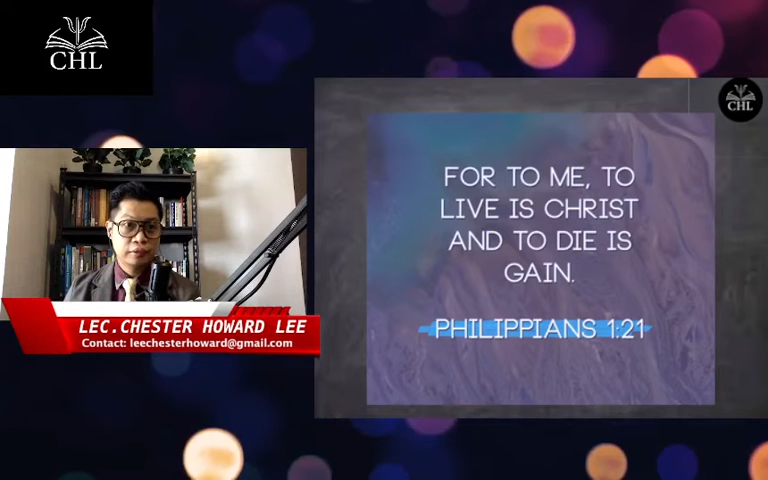 CHL
CHL
FOR TO ME, TO
LIVE IS CHRIST
AND TO DIE IS
GAIN.
PHILIPPIANS 1:21
LEC.CHESTER HOWARD LEE
Contact: leechesterhoward@gmail.com